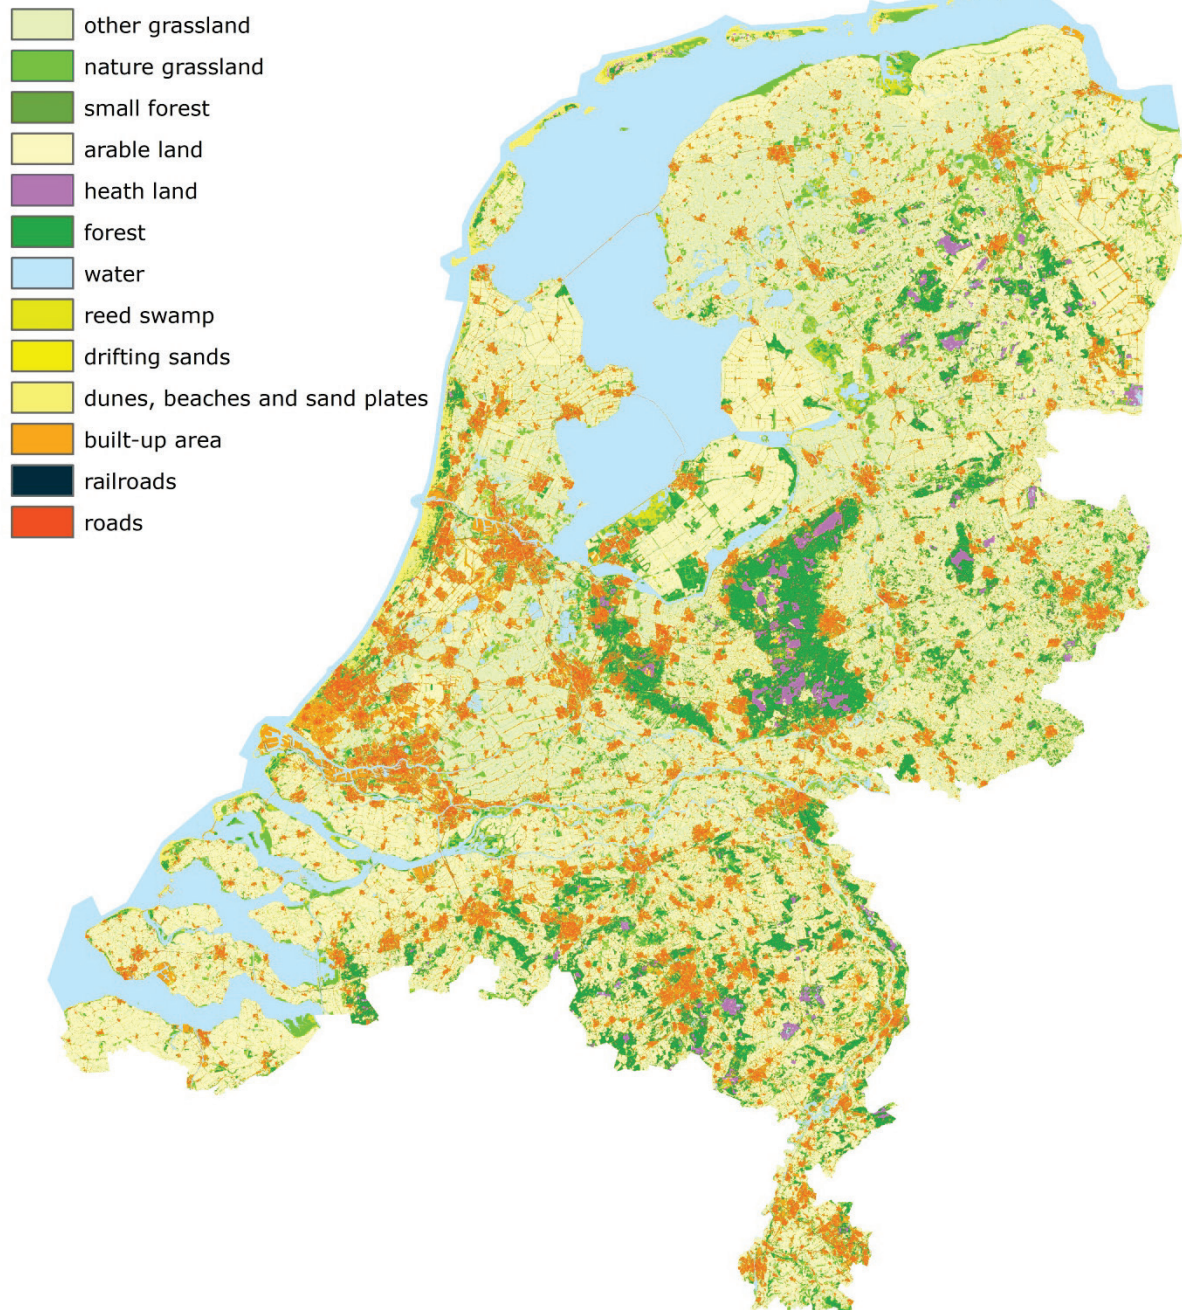 other grassland
nature grassland
small forest
arable land
heath land
forest
water
reed swamp
drifting sands
dunes, beaches and sand plates
built-up area
railroads
roads